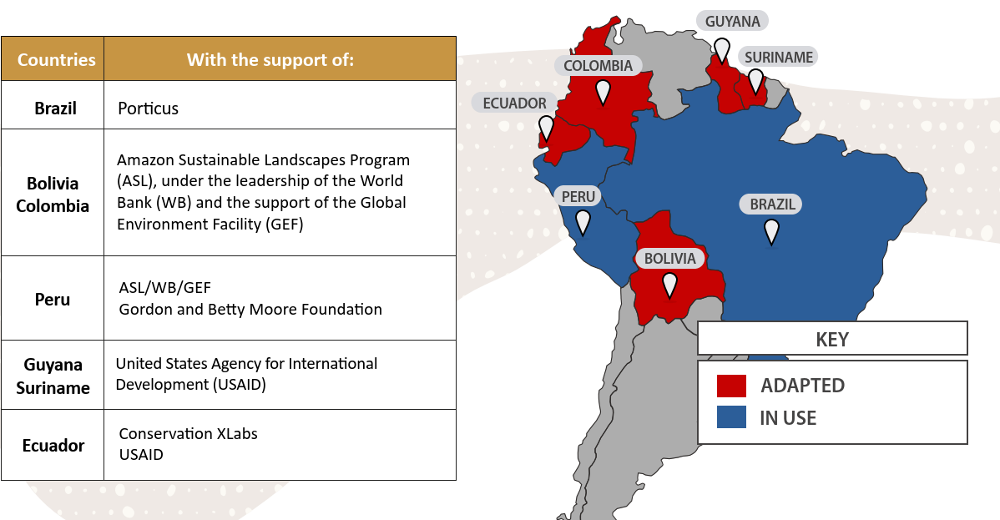 Countries
With the support of:
Brazil
Porticus
Bolivia
Colombia
Amazon Sustainable Landscapes Program
(ASL), under the leadership of the World
Bank (WB) and the support of the Global
Environment Facility (GEF)
Peru
ASL/WB/GEF
Gordon and Betty Moore Foundation
Guyana
Suriname
United States Agency for International
Development (USAID)
Ecuador
Conservation XLabs
USAID
GUYANA
SURINAME
COLOMBIA
ECUADOR
PERU
BRAZIL
BOLIVIA
KEY
ADAPTED
IN USE